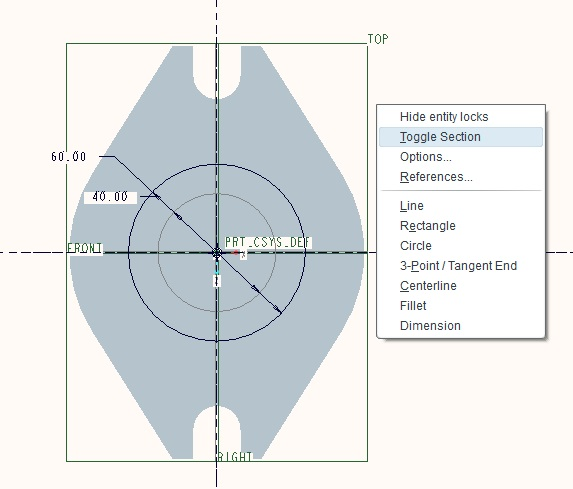 TOP
Hide entity locks
Toggle Section
Options...
References...
Line
Rectangle
Circle
3-Point / Tangent End
Centerline
Fillet
Dimension
60.00
40.00
PRT_CSYS_DEF
FRONT
RIGHT